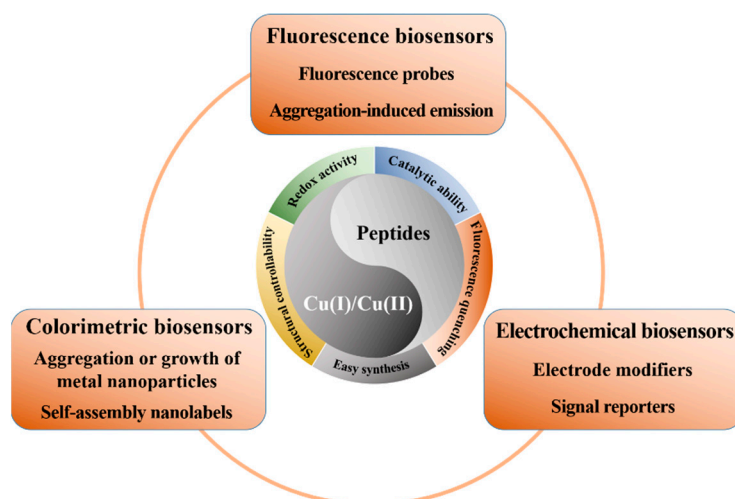 Fluorescence biosensors
Fluorescence probes
Aggregation-induced emission
Redox activity
Catalytic ability
Peptides
Fluorescence quenching
Structural controllability
Cu(I)/Cu(II)
Easy synthesis
Colorimetric biosensors
Aggregation or growth of
metal nanoparticles
Self-assembly nanolabels
Electrochemical biosensors
Electrode modifiers
Signal reporters